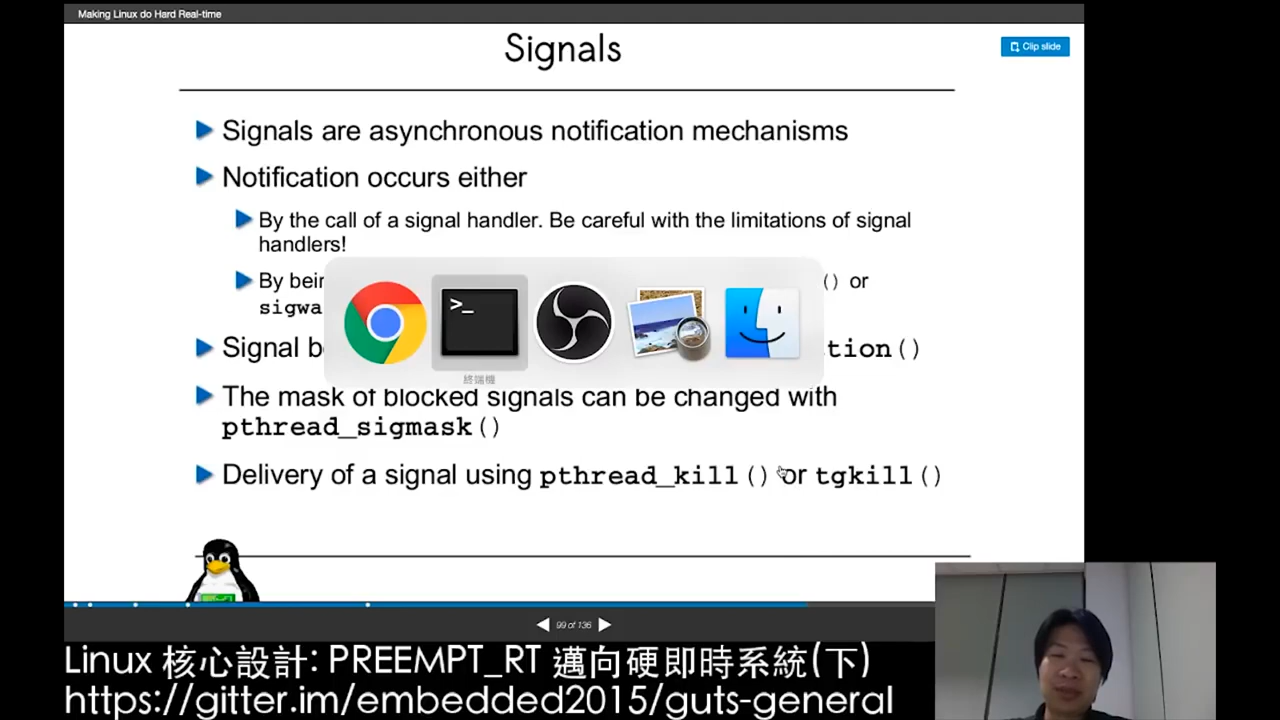 Making Linux do Hard Real-time
Signals
Clip slide
Signals are asynchronous notification mechanisms
Notification occurs either
By the call of a signal handler. Be careful with the limitations of signal
handlers!
By bein () or
sigwa
Signal b tion()
終端機
The mask of blocked signals can be changed with
pthread_sigmask()
Delivery of a signal using pthread_kill() or tgkill()
99 of 136
Linux 核心設計: PREEMPT_RT 邁向硬即時系統(下)
https://gitter.im/embedded2015/guts-general